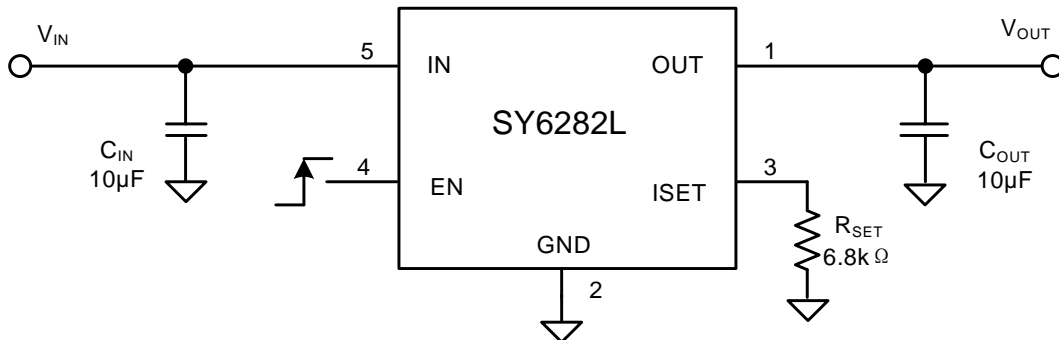 VIN
VOUT
5
IN
OUT
1
SY6282L
CIN
10µF
COUT
10µF
4
EN
ISET
3
RSET
6.8k Ω
GND
2